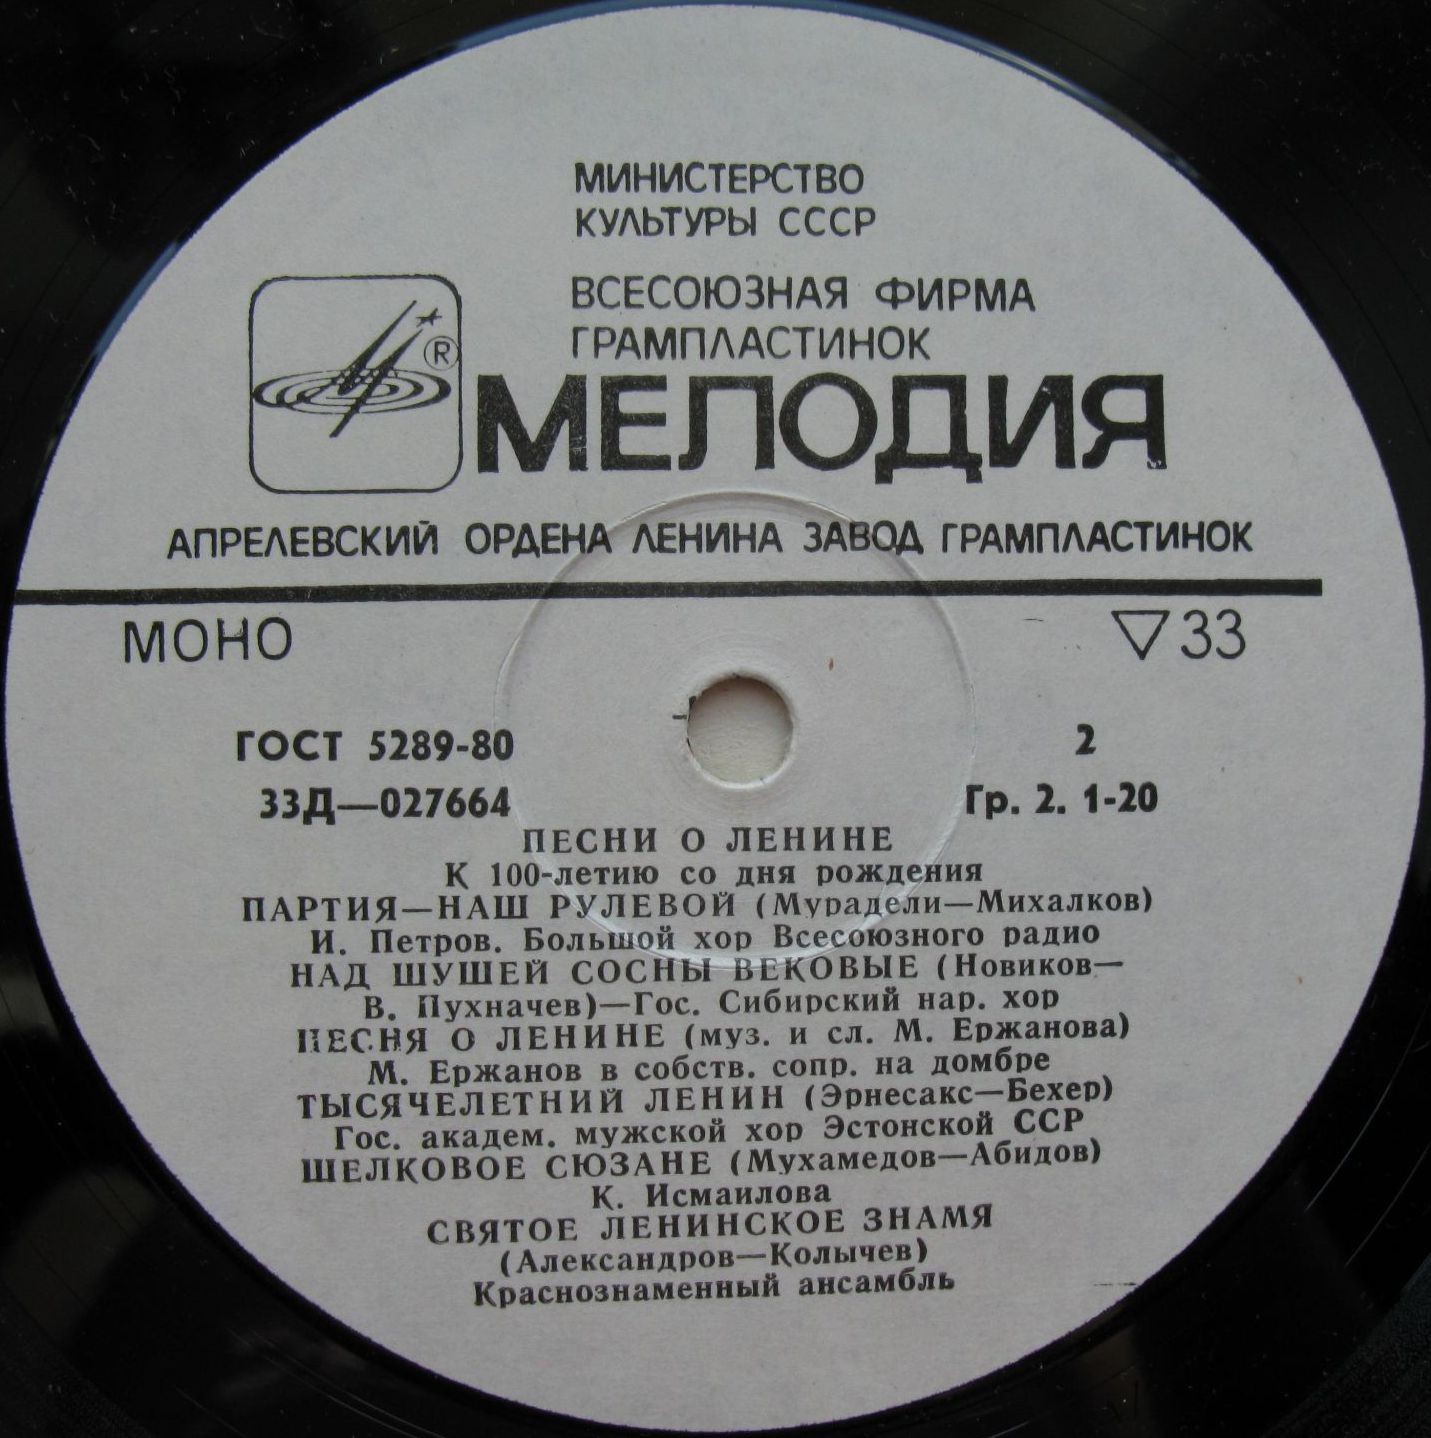 МИНИСТЕРСТВО
КУЛЬТУРЫ СССР
ВСЕСОЮЗНАЯ ФИРМА
ГРАМПЛАСТИНОК
®
МЕЛОДИЯ
АПРЕЛЕВСКИЙ ОРДЕНА ЛЕНИНА ЗАВОД ГРАМПЛАСТИНОК
МОНО ▽33
ГОСТ 5289-80 2
33Д—027664 Гр. 2. 1-20
ПЕСНИ О ЛЕНИНЕ
К 100-летию со дня рождения
ПАРТИЯ—НАШ РУЛЕВОЙ (Мурадели—Михалков)
И. Петров. Большой хор Всесоюзного радио
НАД ШУШЕЙ СОСНЫ ВЕКОВЫЕ (Новиков—
В. Пухначев)—Гос. Сибирский нар. хор
ПЕСНЯ О ЛЕНИНЕ (муз. и сл. М. Ержанова)
М. Ержанов в собств. сопр. на домбре
ТЫСЯЧЕЛЕТНИЙ ЛЕНИН (Эрнесакс—Бехер)
Гос. академ. мужской хор Эстонской ССР
ШЕЛКОВОЕ СЮЗАНЕ (Мухамедов—Абидов)
К. Исмаилова
СВЯТОЕ ЛЕНИНСКОЕ ЗНАМЯ
(Александров—Колычев)
Краснознаменный ансамбль